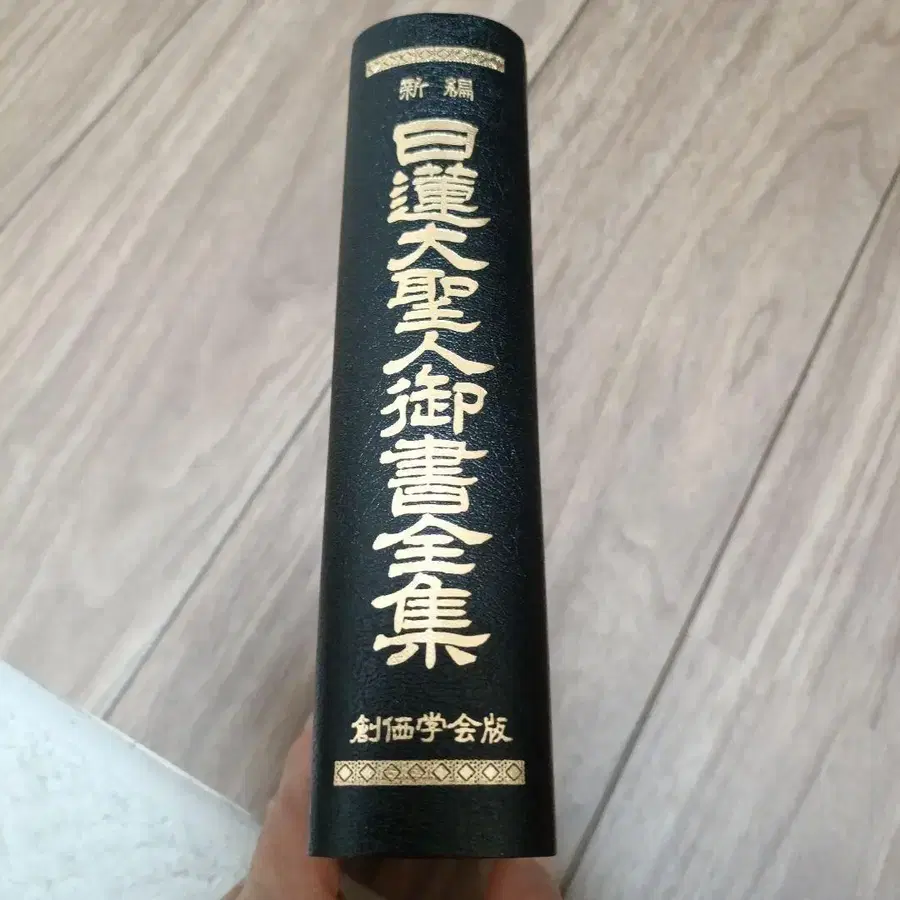 新編
日蓮大聖人御書全集
創価学会版